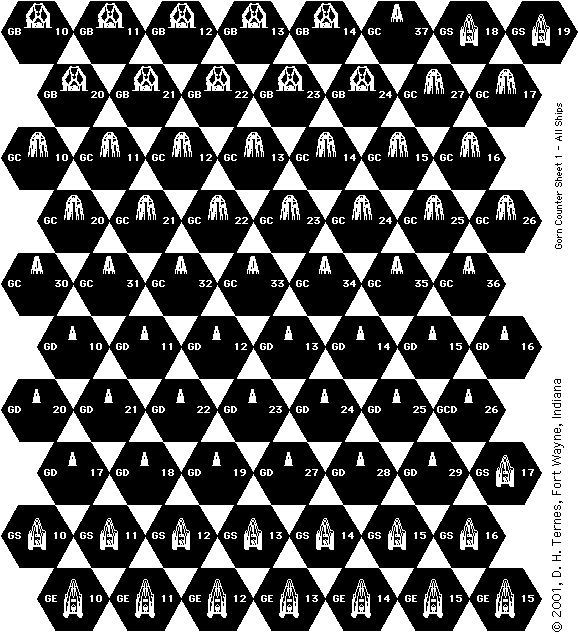 GB 10 GB 11 GB 12 GB 13 GB 14 GC 37 GS 18 GS 19
GB 20 GB 21 GB 22 GB 23 GB 24 GC 27 GC 17
GC 10 GC 11 GC 12 GC 13 GC 14 GC 15 GC 16
GC 20 GC 21 GC 22 GC 23 GC 24 GC 25 GC 26
GC 30 GC 31 GC 32 GC 33 GC 34 GC 35 GC 36
GD 10 GD 11 GD 12 GD 13 GD 14 GD 15 GD 16
GD 20 GD 21 GD 22 GD 23 GD 24 GD 25 GCD 26
GD 17 GD 18 GD 19 GD 27 GD 28 GD 29 GS 17
GS 10 GS 11 GS 12 GS 13 GS 14 GS 15 GS 16
GE 10 GE 11 GE 12 GE 13 GE 14 GE 15 GE 15
Gorn Counter Sheet 1 - All Ships
© 2001, D. H. Ternes, Fort Wayne, Indiana